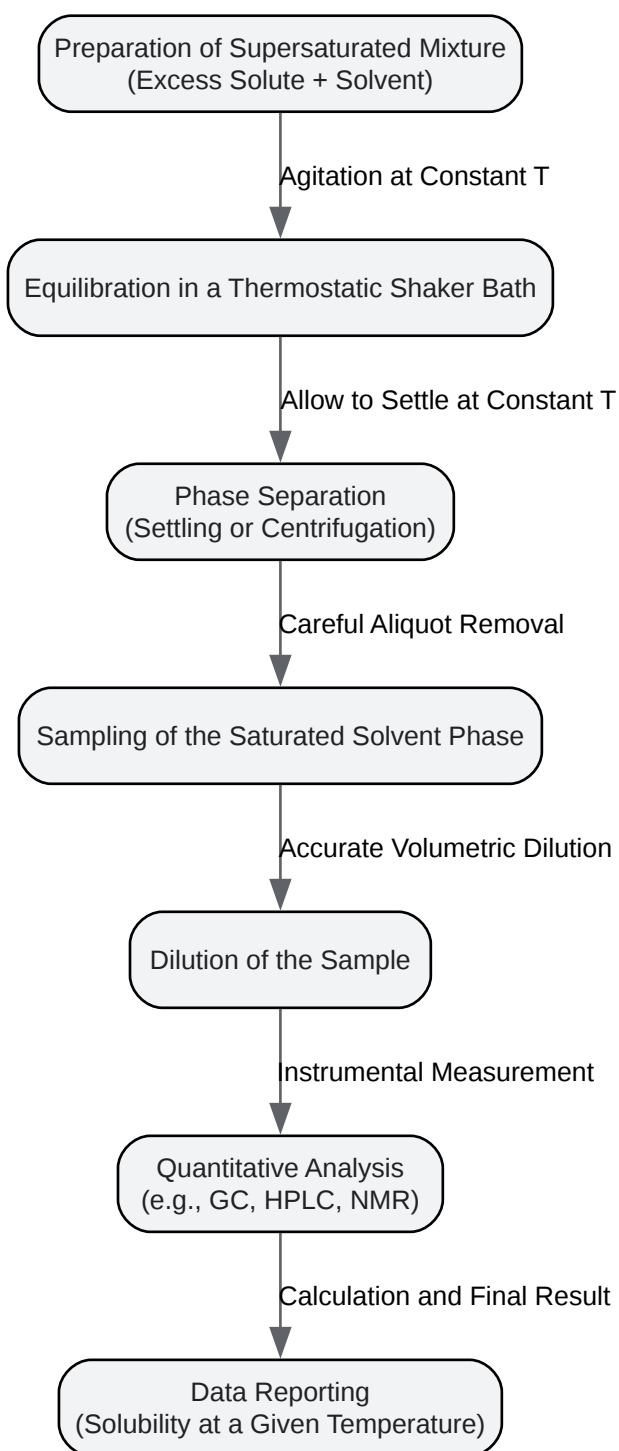 Preparation of Supersaturated Mixture
(Excess Solute + Solvent)
Agitation at Constant T
Equilibration in a Thermostatic Shaker Bath
Allow to Settle at Constant T
Phase Separation
(Settling or Centrifugation)
Careful Aliquot Removal
Sampling of the Saturated Solvent Phase
Accurate Volumetric Dilution
Dilution of the Sample
Instrumental Measurement
Quantitative Analysis
(e.g., GC, HPLC, NMR)
Calculation and Final Result
Data Reporting
(Solubility at a Given Temperature)